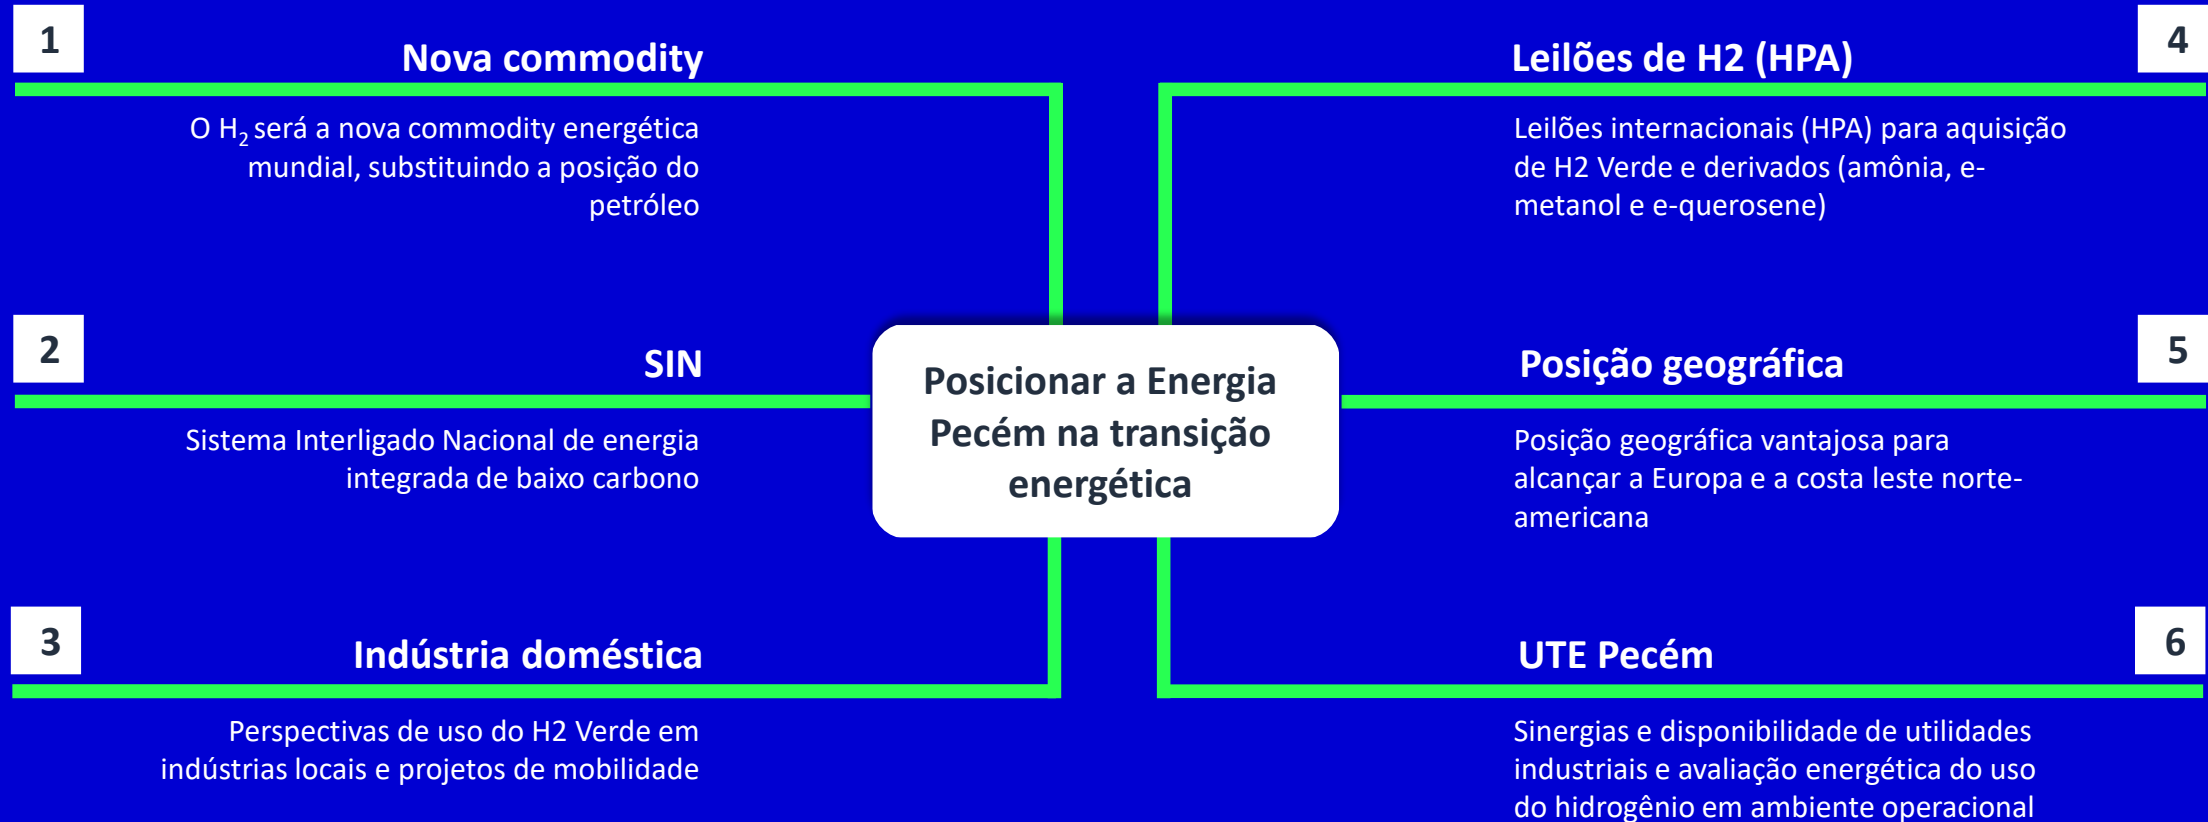 1
Nova commodity
O H₂ será a nova commodity energética
mundial, substituindo a posição do
petróleo
2
SIN
Sistema Interligado Nacional de energia
integrada de baixo carbono
3
Indústria doméstica
Perspectivas de uso do H2 Verde em
indústrias locais e projetos de mobilidade
Posicionar a Energia
Pecém na transição
energética
4
Leilões de H2 (HPA)
Leilões internacionais (HPA) para aquisição
de H2 Verde e derivados (amônia, e-
metanol e e-querosene)
5
Posição geográfica
Posição geográfica vantajosa para
alcançar a Europa e a costa leste norte-
americana
6
UTE Pecém
Sinergias e disponibilidade de utilidades
industriais e avaliação energética do uso
do hidrogênio em ambiente operacional